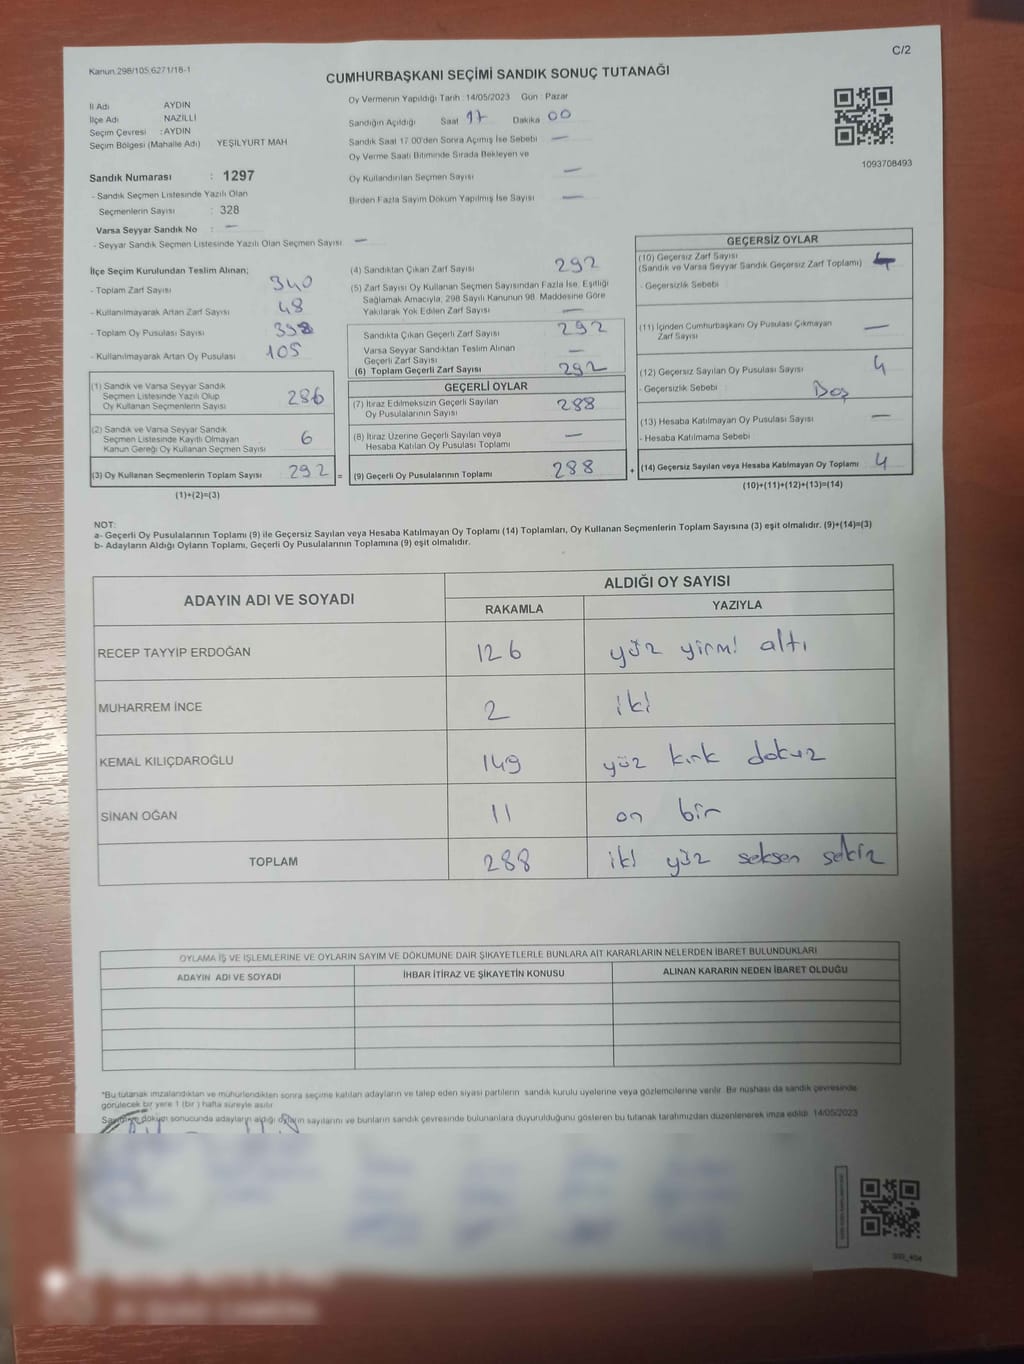 C/2
Kanun.298/105.6271/18-1
CUMHURBAŞKANI SEÇİMİ SANDIK SONUÇ TUTANAĞI
İl Adı AYDIN
İlçe Adı NAZİLLİ
Seçim Çevresi : AYDIN
Seçim Bölgesi (Mahalle Adı) YEŞİLYURT MAH
Oy Vermenin Yapıldığı Tarih :14/05/2023 Gün : Pazar
Sandığın Açıldığı Saat 17 Dakika 00
Sandık Saat 17.00'den Sonra Açımış İse Sebebi —
Oy Verme Saati Bitiminde Sırada Bekleyen ve
Oy Kullandırılan Seçmen Sayısı —
Birden Fazla Sayım Döküm Yapılmış İse Sayısı —
1093708493
Sandık Numarası : 1297
- Sandık Seçmen Listesinde Yazılı Olan
Seçmenlerin Sayısı : 328
Varsa Seyyar Sandık No : —
- Seyyar Sandık Seçmen Listesinde Yazılı Olan Seçmen Sayısı —
İlçe Seçim Kurulundan Teslim Alınan;
- Toplam Zarf Sayısı 340
- Kullanılmayarak Artan Zarf Sayısı 48
- Toplam Oy Pusulası Sayısı
- Kullanılmayarak Artan Oy Pusulası 105
(1) Sandık ve Varsa Seyyar Sandık
Seçmen Listesinde Yazılı Olup
Oy Kullanan Seçmenlerin Sayısı 286
(2) Sandık ve Varsa Seyyar Sandık
Seçmen Listesinde Kayıtlı Olmayan
Kanun Gereği Oy Kullanan Seçmen Sayısı 6
(3) Oy Kullanan Seçmenlerin Toplam Sayısı 292 =
(1)+(2)=(3)
(4) Sandıktan Çıkan Zarf Sayısı 292
(5) Zarf Sayısı Oy Kullanan Seçmen Sayısından Fazla İse, Eşitliği
Sağlamak Amacıyla, 298 Sayılı Kanunun 98. Maddesine Göre
Yakılarak Yok Edilen Zarf Sayısı —
Sandıkta Çıkan Geçerli Zarf Sayısı 292
Varsa Seyyar Sandıktan Teslim Alınan
Geçerli Zarf Sayısı —
(6) Toplam Geçerli Zarf Sayısı 292
GEÇERLİ OYLAR
(7) İtiraz Edilmeksizin Geçerli Sayılan
Oy Pusulalarının Sayısı 288
(8) İtiraz Üzerine Geçerli Sayılan veya
Hesaba Katılan Oy Pusulası Toplamı —
(9) Geçerli Oy Pusulalarının Toplamı 288 +
GEÇERSİZ OYLAR
(10) Geçersiz Zarf Sayısı
(Sandık ve Varsa Seyyar Sandık Geçersiz Zarf Toplamı)
- Geçersizlik Sebebi
(11) İçinden Cumhurbaşkanı Oy Pusulası Çıkmayan
Zarf Sayısı —
(12) Geçersiz Sayılan Oy Pusulası Sayısı 4
- Geçersizlik Sebebi : Boş
(13) Hesaba Katılmayan Oy Pusulası Sayısı —
- Hesaba Katılmama Sebebi
(14) Geçersiz Sayılan veya Hesaba Katılmayan Oy Toplamı 4
(10)+(11)+(12)+(13)=(14)
NOT:
a- Geçerli Oy Pusulalarının Toplamı (9) ile Geçersiz Sayılan veya Hesaba Katılmayan Oy Toplamı (14) Toplamları, Oy Kullanan Seçmenlerin Toplam Sayısına (3) eşit olmalıdır. (9)+(14)=(3)
b- Adayların Aldığı Oyların Toplamı, Geçerli Oy Pusulalarının Toplamına (9) eşit olmalıdır.
ADAYIN ADI VE SOYADI ALDIĞI OY SAYISI
RAKAMLA YAZIYLA
RECEP TAYYİP ERDOĞAN 126 yüz yirmi altı
MUHARREM İNCE 2 iki
KEMAL KILIÇDAROĞLU 149 yüz kırk dokuz
SİNAN OĞAN 11 on bir
TOPLAM 288 iki yüz seksen sekiz
OYLAMA İŞ VE İŞLEMLERİNE VE OYLARIN SAYIM VE DÖKÜMÜNE DAİR ŞİKAYETLERLE BUNLARA AİT KARARLARIN NELERDEN İBARET BULUNDUKLARI
ADAYIN ADI VE SOYADI İHBAR İTİRAZ VE ŞİKAYETİN KONUSU ALINAN KARARIN NEDEN İBARET OLDUĞU
*Bu tutanak imzalandıktan ve mühürlendikten sonra seçime katılan adayların ve talep eden siyasi partilerin sandık kurulu üyelerine veya gözlemcilerine verilir. Bir nüshası da sandık çevresinde
görülecek bir yere 1 (bir ) hafta süreyle asılır.
döküm sonucunda adayların aldığı oyların sayılarını ve bunların sandık çevresinde bulunanlara duyurulduğunu gösteren bu tutanak tarafımızdan düzenlenerek imza edildi. 14/05/2023